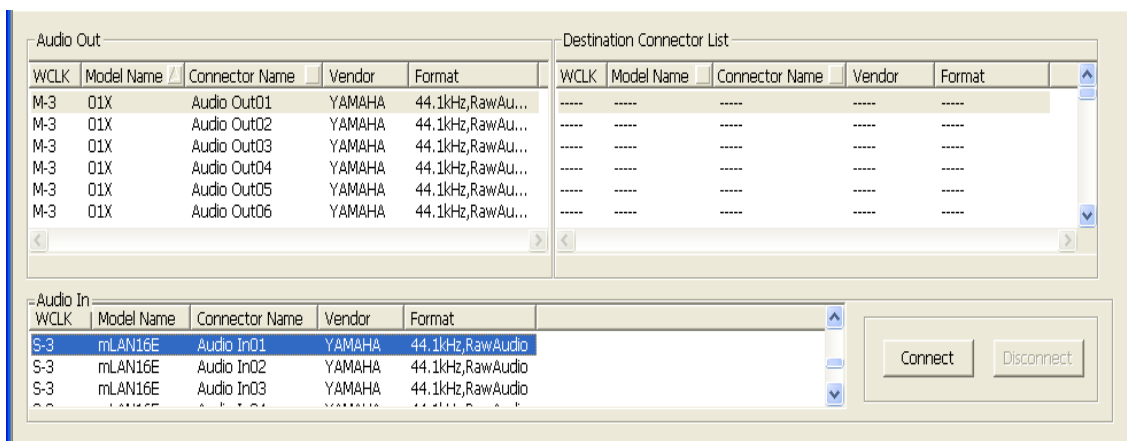 Audio Out
WCLK Model Name Connector Name Vendor Format
M-3 01X Audio Out01 YAMAHA 44.1kHz,RawAu...
M-3 01X Audio Out02 YAMAHA 44.1kHz,RawAu...
M-3 01X Audio Out03 YAMAHA 44.1kHz,RawAu...
M-3 01X Audio Out04 YAMAHA 44.1kHz,RawAu...
M-3 01X Audio Out05 YAMAHA 44.1kHz,RawAu...
M-3 01X Audio Out06 YAMAHA 44.1kHz,RawAu...
Destination Connector List
WCLK Model Name Connector Name Vendor Format
----- ----- ----- ----- -----
----- ----- ----- ----- -----
----- ----- ----- ----- -----
----- ----- ----- ----- -----
----- ----- ----- ----- -----
----- ----- ----- ----- -----
Audio In
WCLK Model Name Connector Name Vendor Format
S-3 mLAN16E Audio In01 YAMAHA 44.1kHz,RawAudio
S-3 mLAN16E Audio In02 YAMAHA 44.1kHz,RawAudio
S-3 mLAN16E Audio In03 YAMAHA 44.1kHz,RawAudio
Connect Disconnect